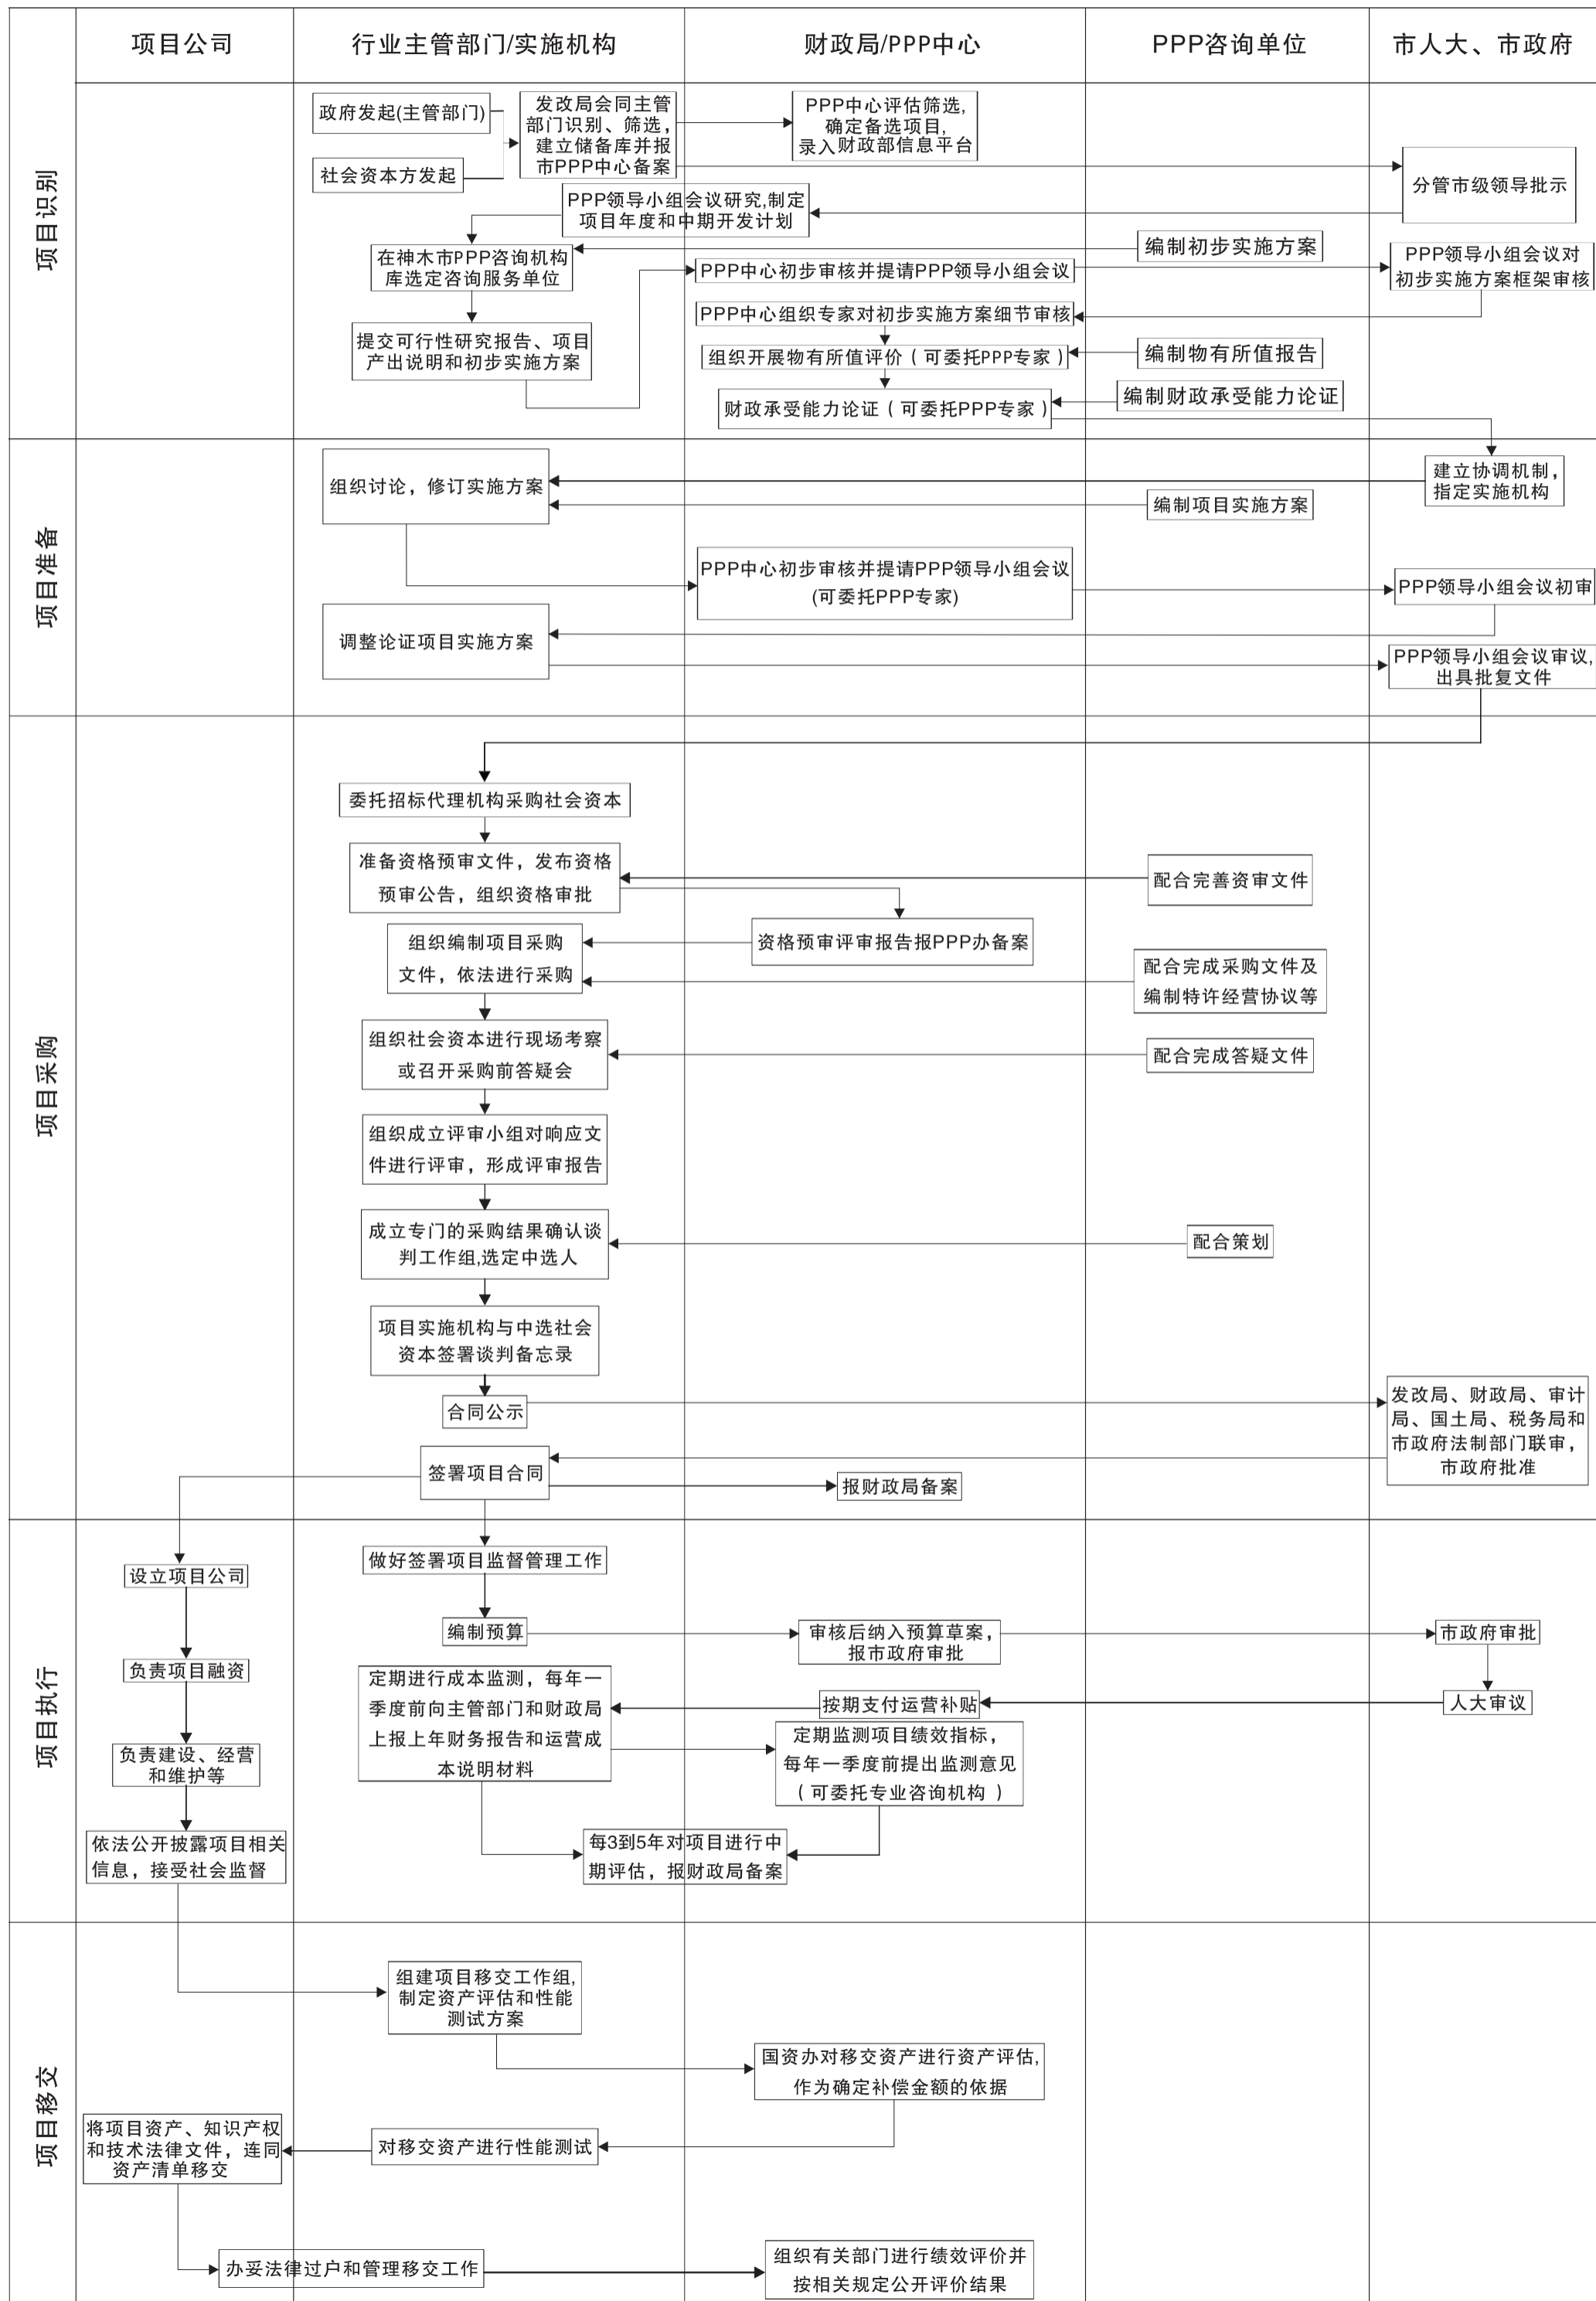 项目公司
行业主管部门/实施机构
财政局/PPP中心
PPP咨询单位
市人大、市政府
项目识别
政府发起(主管部门)
社会资本方发起
发改局会同主管
部门识别、筛选，
建立储备库并报
市PPP中心备案
PPP中心评估筛选,
确定备选项目,
录入财政部信息平台
分管市级领导批示
PPP领导小组会议研究,制定
项目年度和中期开发计划
在神木市PPP咨询机构
库选定咨询服务单位
编制初步实施方案
PPP中心初步审核并提请PPP领导小组会议
PPP领导小组会议对
初步实施方案框架审核
PPP中心组织专家对初步实施方案细节审核
提交可行性研究报告、项目
产出说明和初步实施方案
组织开展物有所值评价（可委托PPP专家）
编制物有所值报告
财政承受能力论证（可委托PPP专家）
编制财政承受能力论证
项目准备
组织讨论，修订实施方案
建立协调机制，
指定实施机构
编制项目实施方案
PPP中心初步审核并提请PPP领导小组会议
(可委托PPP专家)
PPP领导小组会议初审
调整论证项目实施方案
PPP领导小组会议审议,
出具批复文件
项目采购
委托招标代理机构采购社会资本
准备资格预审文件，发布资格
预审公告，组织资格审批
配合完善资审文件
资格预审评审报告报PPP办备案
组织编制项目采购
文件，依法进行采购
配合完成采购文件及
编制特许经营协议等
组织社会资本进行现场考察
或召开采购前答疑会
配合完成答疑文件
组织成立评审小组对响应文
件进行评审，形成评审报告
成立专门的采购结果确认谈
判工作组,选定中选人
配合策划
项目实施机构与中选社会
资本签署谈判备忘录
合同公示
发改局、财政局、审计
局、国土局、税务局和
市政府法制部门联审，
市政府批准
签署项目合同
报财政局备案
项目执行
设立项目公司
做好签署项目监督管理工作
编制预算
审核后纳入预算草案，
报市政府审批
市政府审批
负责项目融资
定期进行成本监测，每年一
季度前向主管部门和财政局
上报上年财务报告和运营成
本说明材料
按期支付运营补贴
人大审议
定期监测项目绩效指标，
每年一季度前提出监测意见
（可委托专业咨询机构 ）
负责建设、经营
和维护等
依法公开披露项目相关
信息，接受社会监督
每3到5年对项目进行中
期评估，报财政局备案
项目移交
组建项目移交工作组,
制定资产评估和性能
测试方案
国资办对移交资产进行资产评估,
作为确定补偿金额的依据
将项目资产、知识产权
和技术法律文件，连同
资产清单移交
对移交资产进行性能测试
办妥法律过户和管理移交工作
组织有关部门进行绩效评价并
按相关规定公开评价结果